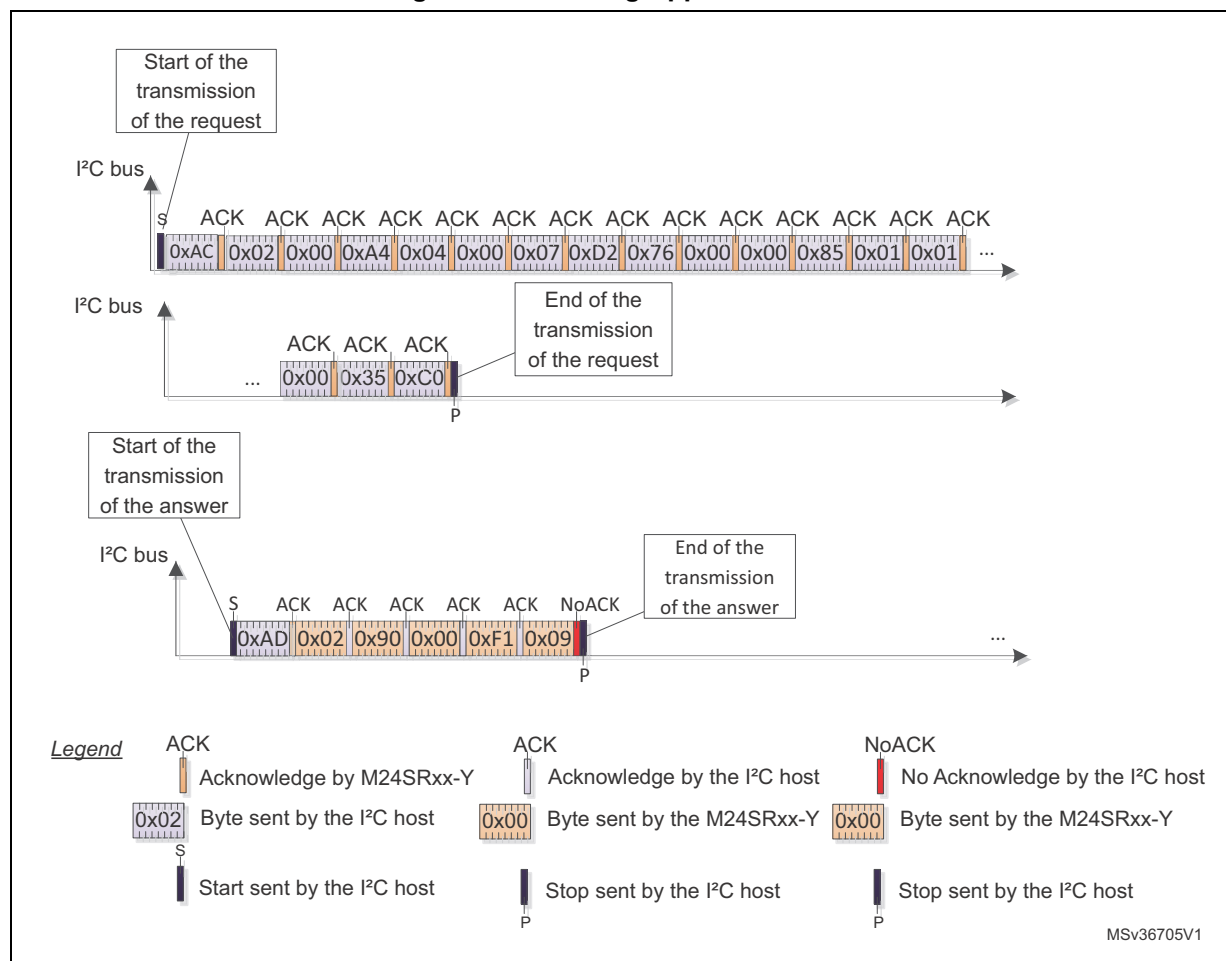 Start of the
transmission
of the request
I²C bus
S
ACK ACK ACK ACK ACK ACK ACK ACK ACK ACK ACK ACK ACK ACK
0xAC 0x02 0x00 0xA4 0x04 0x00 0x07 0xD2 0x76 0x00 0x00 0x85 0x01 0x01 ...
I²C bus
End of the
transmission
of the request
ACK ACK ACK
... 0x00 0x35 0xC0
P
Start of the
transmission
of the answer
I²C bus
End of the
transmission
of the answer
S ACK ACK ACK ACK ACK NoACK
0xAD 0x02 0x90 0x00 0xF1 0x09 ...
P
Legend
ACK ACK NoACK
Acknowledge by M24SRxx-Y Acknowledge by the I²C host No Acknowledge by the I²C host
0x02 Byte sent by the I²C host 0x00 Byte sent by the M24SRxx-Y 0x00 Byte sent by the M24SRxx-Y
S
Start sent by the I²C host Stop sent by the I²C host Stop sent by the I²C host
P P
MSv36705V1